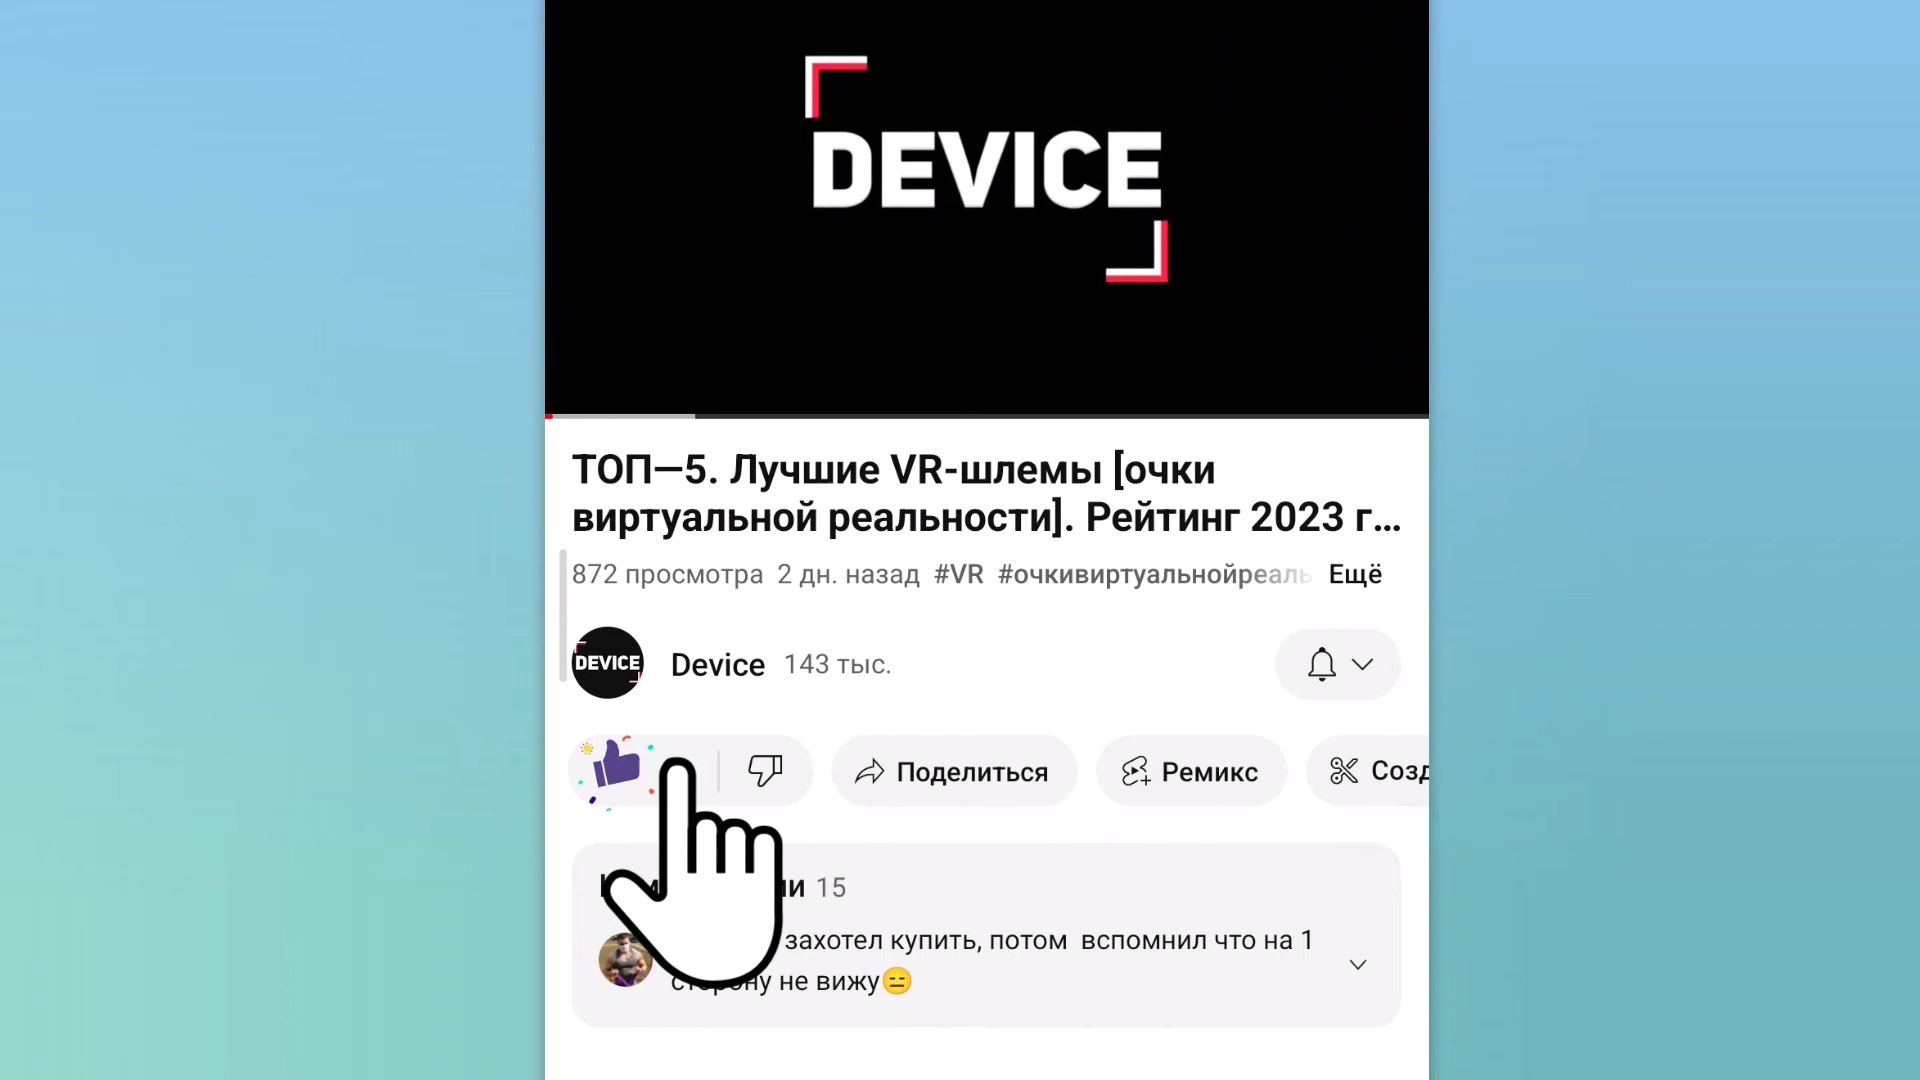 DEVICE
ТОП—5. Лучшие VR-шлемы [очки
виртуальной реальности]. Рейтинг 2023 г...
872 просмотра 2 дн. назад #VR #очкивиртуальнойреаль Ещё
DEVICE
Device 143 тыс.
Поделиться
Ремикс
Созд
15
захотел купить, потом вспомнил что на 1
сторону не вижу😑